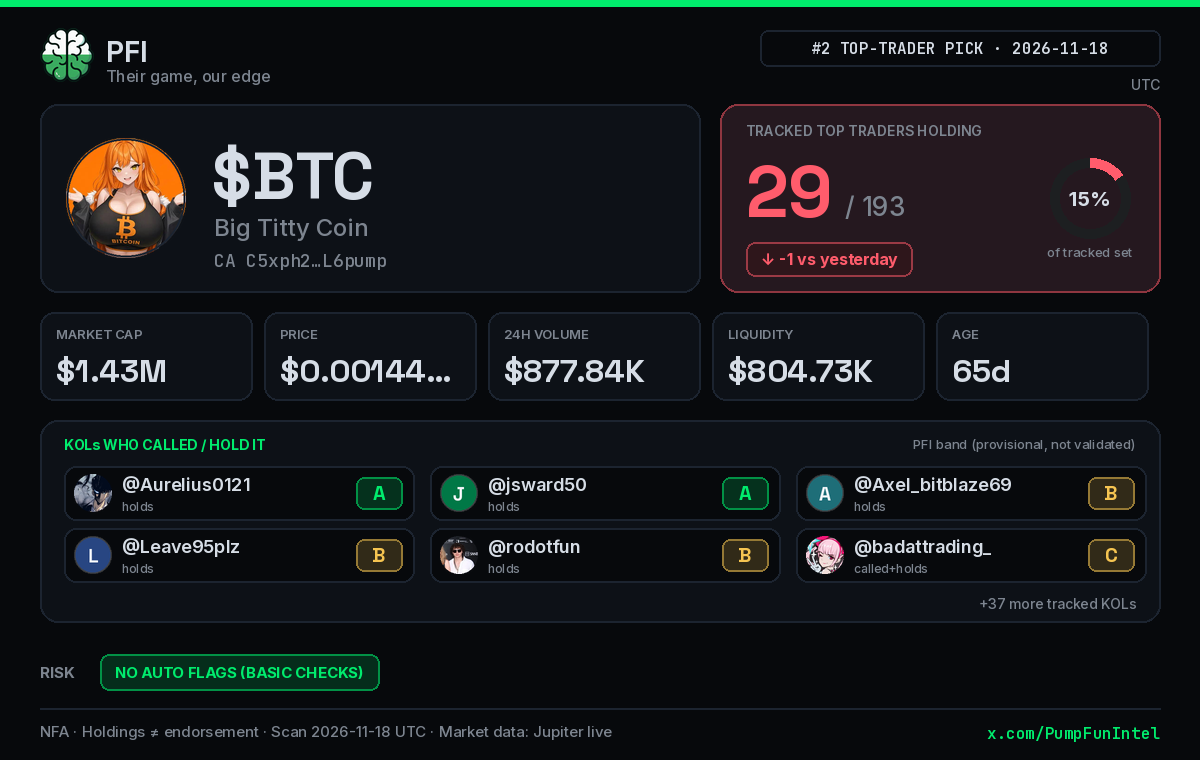 PFI
Their game, our edge
#2 TOP-TRADER PICK · 2026-11-18
UTC
$BTC
Big Titty Coin
CA C5xph2…L6pump
BITCOIN
TRACKED TOP TRADERS HOLDING
29 / 193
15%
↓ -1 vs yesterday
of tracked set
MARKET CAP
$1.43M
PRICE
$0.00144…
24H VOLUME
$877.84K
LIQUIDITY
$804.73K
AGE
65d
KOLs WHO CALLED / HOLD IT
PFI band (provisional, not validated)
@Aurelius0121
holds
A
J
@jsward50
holds
A
A
@Axel_bitblaze69
holds
B
L
@Leave95plz
holds
B
@rodotfun
holds
B
@badattrading_
called+holds
C
+37 more tracked KOLs
RISK
NO AUTO FLAGS (BASIC CHECKS)
NFA · Holdings ≠ endorsement · Scan 2026-11-18 UTC · Market data: Jupiter live
x.com/PumpFunIntel